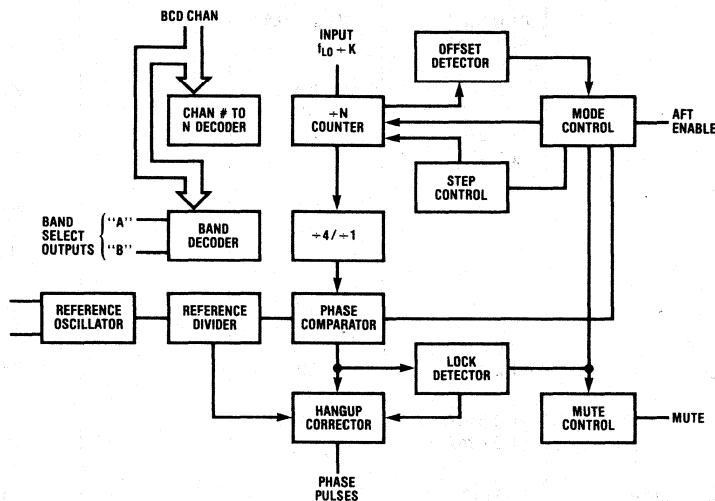 BCD CHAN
INPUT
fLO ÷ K
OFFSET
DETECTOR
CHAN # TO
N DECODER
÷N
COUNTER
MODE
CONTROL
AFT
ENABLE
STEP
CONTROL
BAND
SELECT
OUTPUTS
"A"
"B"
BAND
DECODER
÷4/÷1
REFERENCE
OSCILLATOR
REFERENCE
DIVIDER
PHASE
COMPARATOR
LOCK
DETECTOR
HANGUP
CORRECTOR
MUTE
CONTROL
MUTE
PHASE
PULSES